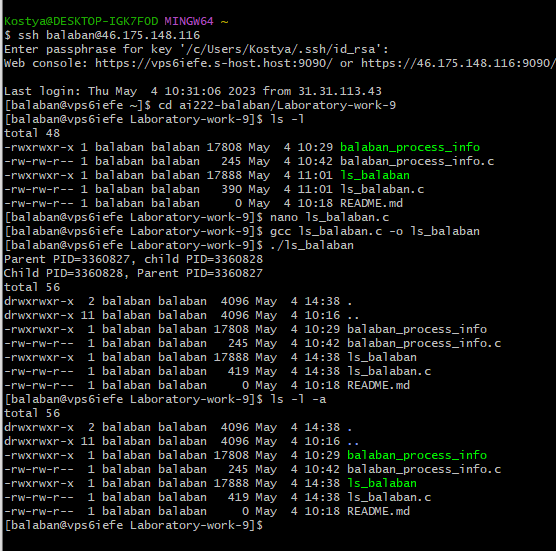 Kostya@DESKTOP-IGK7FOD MINGW64 ~
$ ssh balaban@46.175.148.116
Enter passphrase for key '/c/Users/Kostya/.ssh/id_rsa':
Web console: https://vps6iefe.s-host.host:9090/ or https://46.175.148.116:9090/
Last login: Thu May  4 10:31:06 2023 from 31.31.113.43
[balaban@vps6iefe ~]$ cd ai222-balaban/Laboratory-work-9
[balaban@vps6iefe Laboratory-work-9]$ ls -l
total 48
-rwxrwxr-x 1 balaban balaban 17808 May  4 10:29 balaban_process_info
-rw-rw-r-- 1 balaban balaban   245 May  4 10:42 balaban_process_info.c
-rwxrwxr-x 1 balaban balaban 17888 May  4 11:01 ls_balaban
-rw-rw-r-- 1 balaban balaban   390 May  4 11:01 ls_balaban.c
-rw-rw-r-- 1 balaban balaban     0 May  4 10:18 README.md
[balaban@vps6iefe Laboratory-work-9]$ nano ls_balaban.c
[balaban@vps6iefe Laboratory-work-9]$ gcc ls_balaban.c -o ls_balaban
[balaban@vps6iefe Laboratory-work-9]$ ./ls_balaban
Parent PID=3360827, child PID=3360828
Child PID=3360828, Parent PID=3360827
total 56
drwxrwxr-x  2 balaban balaban  4096 May  4 14:38 .
drwxrwxr-x 11 balaban balaban  4096 May  4 10:16 ..
-rwxrwxr-x  1 balaban balaban 17808 May  4 10:29 balaban_process_info
-rw-rw-r--  1 balaban balaban   245 May  4 10:42 balaban_process_info.c
-rwxrwxr-x  1 balaban balaban 17888 May  4 14:38 ls_balaban
-rw-rw-r--  1 balaban balaban   419 May  4 14:38 ls_balaban.c
-rw-rw-r--  1 balaban balaban     0 May  4 10:18 README.md
[balaban@vps6iefe Laboratory-work-9]$ ls -l -a
total 56
drwxrwxr-x  2 balaban balaban  4096 May  4 14:38 .
drwxrwxr-x 11 balaban balaban  4096 May  4 10:16 ..
-rwxrwxr-x  1 balaban balaban 17808 May  4 10:29 balaban_process_info
-rw-rw-r--  1 balaban balaban   245 May  4 10:42 balaban_process_info.c
-rwxrwxr-x  1 balaban balaban 17888 May  4 14:38 ls_balaban
-rw-rw-r--  1 balaban balaban   419 May  4 14:38 ls_balaban.c
-rw-rw-r--  1 balaban balaban     0 May  4 10:18 README.md
[balaban@vps6iefe Laboratory-work-9]$